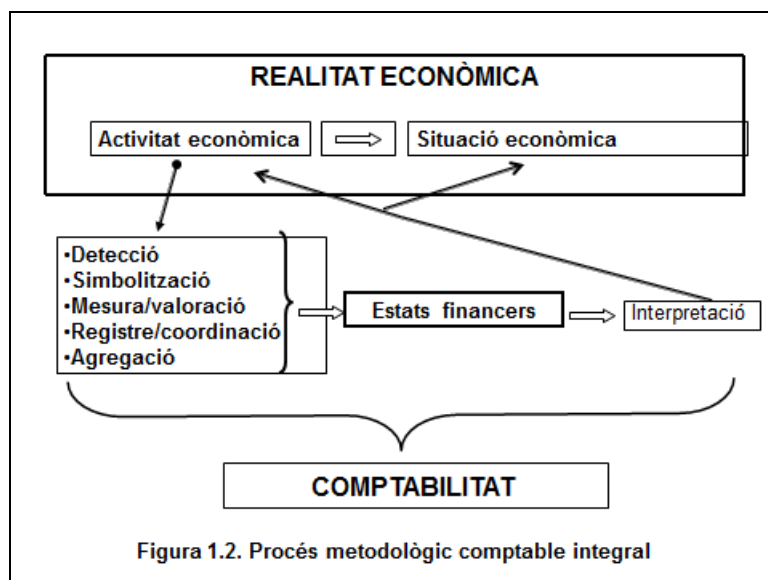 REALITAT ECONÒMICA
Activitat econòmica
Situació econòmica
•Detecció
•Simbolització
•Mesura/valoració
•Registre/coordinació
•Agregació
Estats financers
Interpretació
COMPTABILITAT
Figura 1.2. Procés metodològic comptable integral